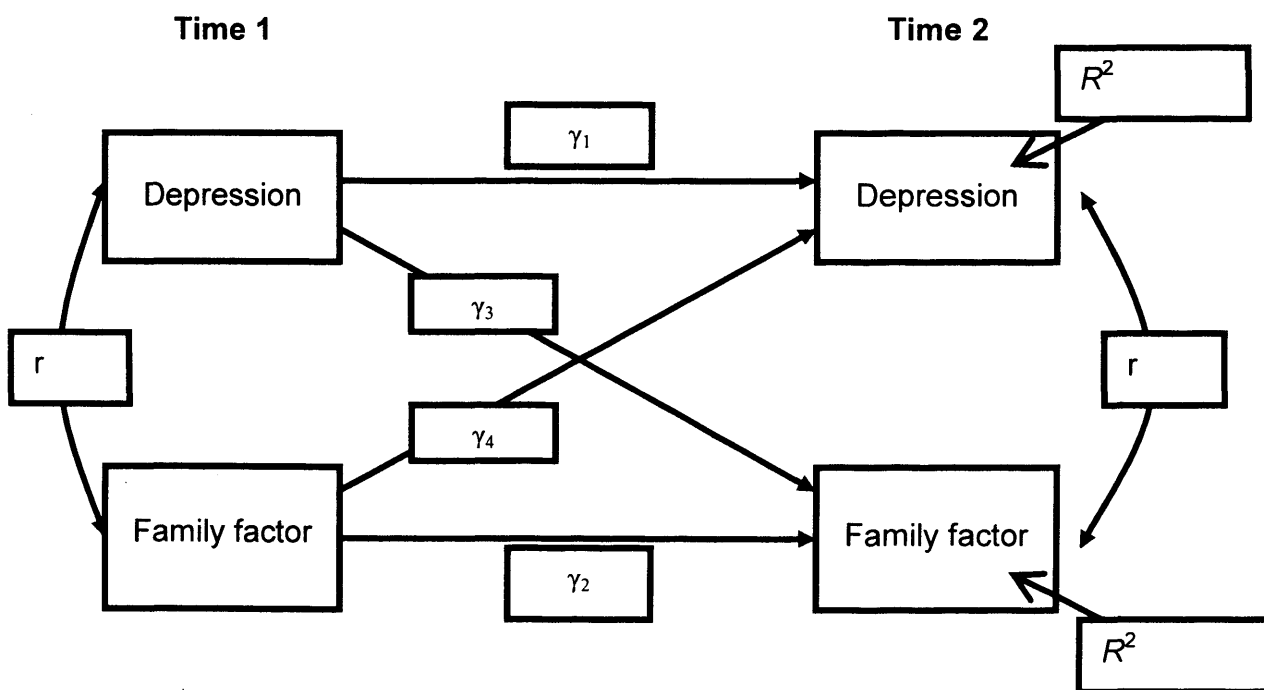 Time 1
Time 2
R²
γ₁
Depression
Depression
γ₃
r
r
γ₄
Family factor
Family factor
γ₂
R²